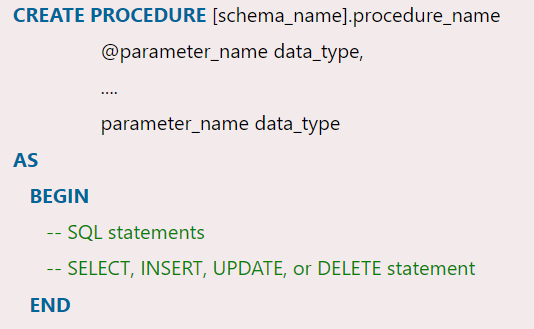 CREATE PROCEDURE [schema_name].procedure_name
@parameter_name data_type,
....
parameter_name data_type
AS
BEGIN
-- SQL statements
-- SELECT, INSERT, UPDATE, or DELETE statement
END